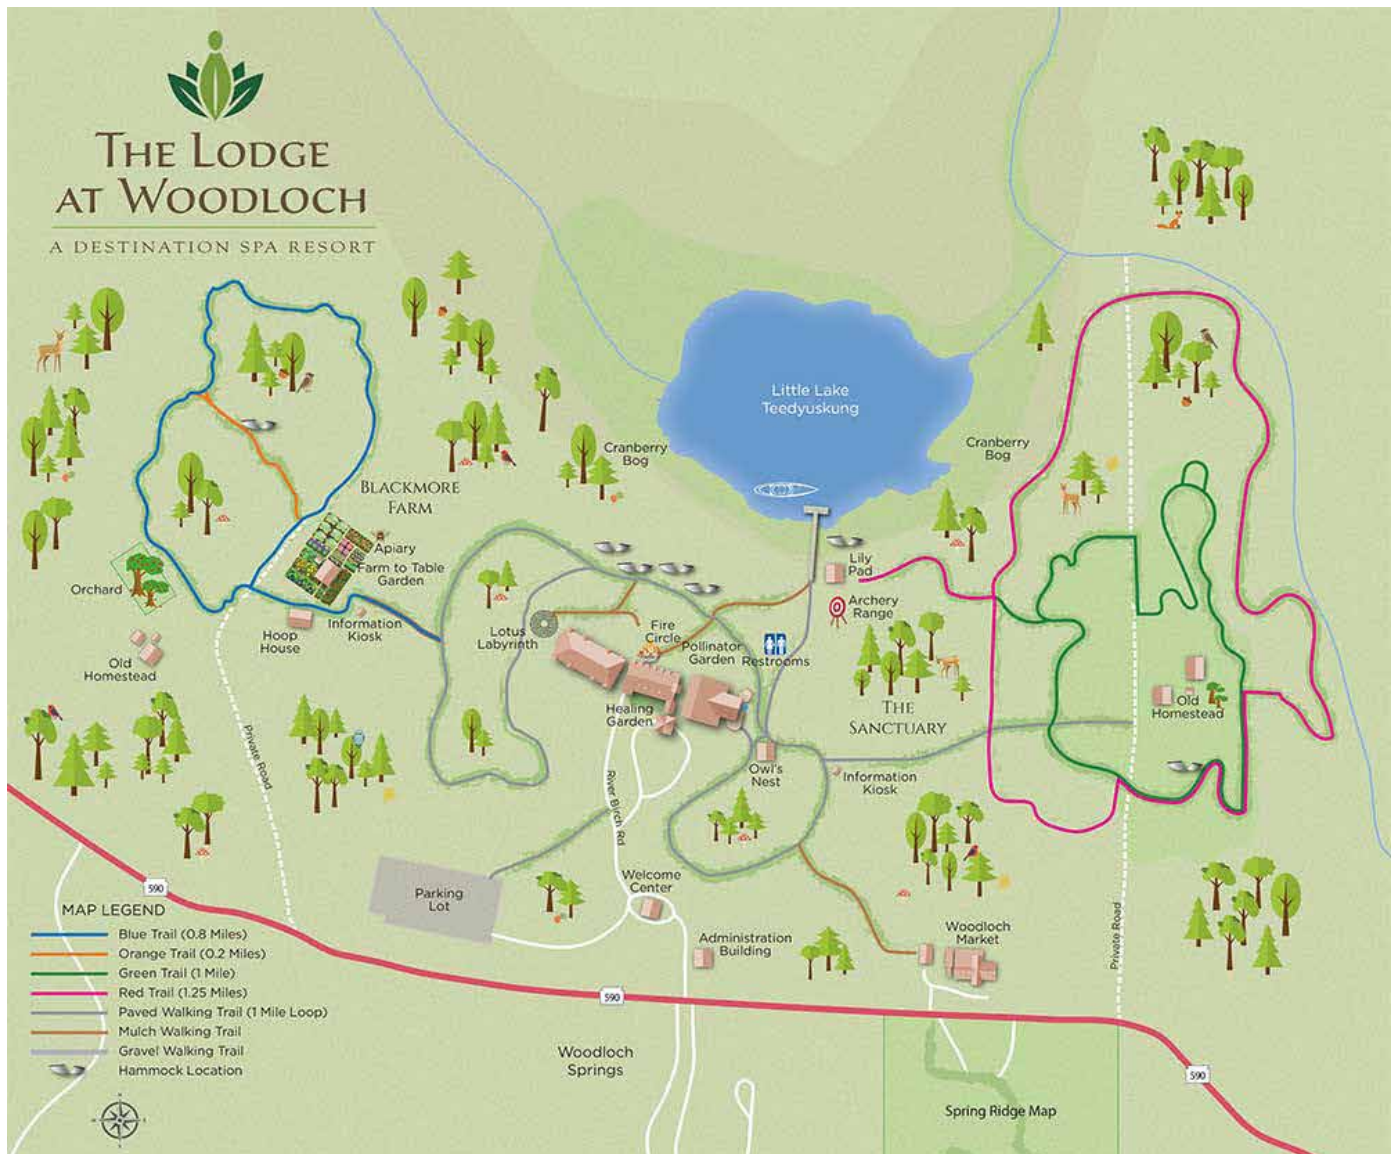 THE LODGE
AT WOODLOCH
A DESTINATION SPA RESORT
Little Lake
Teedyuskung
Cranberry
Bog
Cranberry
Bog
BLACKMORE
FARM
Apiary
Farm to Table
Garden
Orchard
Lily
Pad
Archery
Range
Information
Kiosk
Hoop
House
Lotus
Labyrinth
Fire
Circle
Pollinator
Garden
Restrooms
Old
Homestead
Healing
Garden
THE
SANCTUARY
Old
Homestead
Private Road
Owl's
Nest
Information
Kiosk
River Birch Rd
Parking
Lot
Welcome
Center
Administration
Building
Woodloch
Market
Private Road
590
590
590
MAP LEGEND
Blue Trail (0.8 Miles)
Orange Trail (0.2 Miles)
Green Trail (1 Mile)
Red Trail (1.25 Miles)
Paved Walking Trail (1 Mile Loop)
Mulch Walking Trail
Gravel Walking Trail
Hammock Location
Woodloch
Springs
Spring Ridge Map